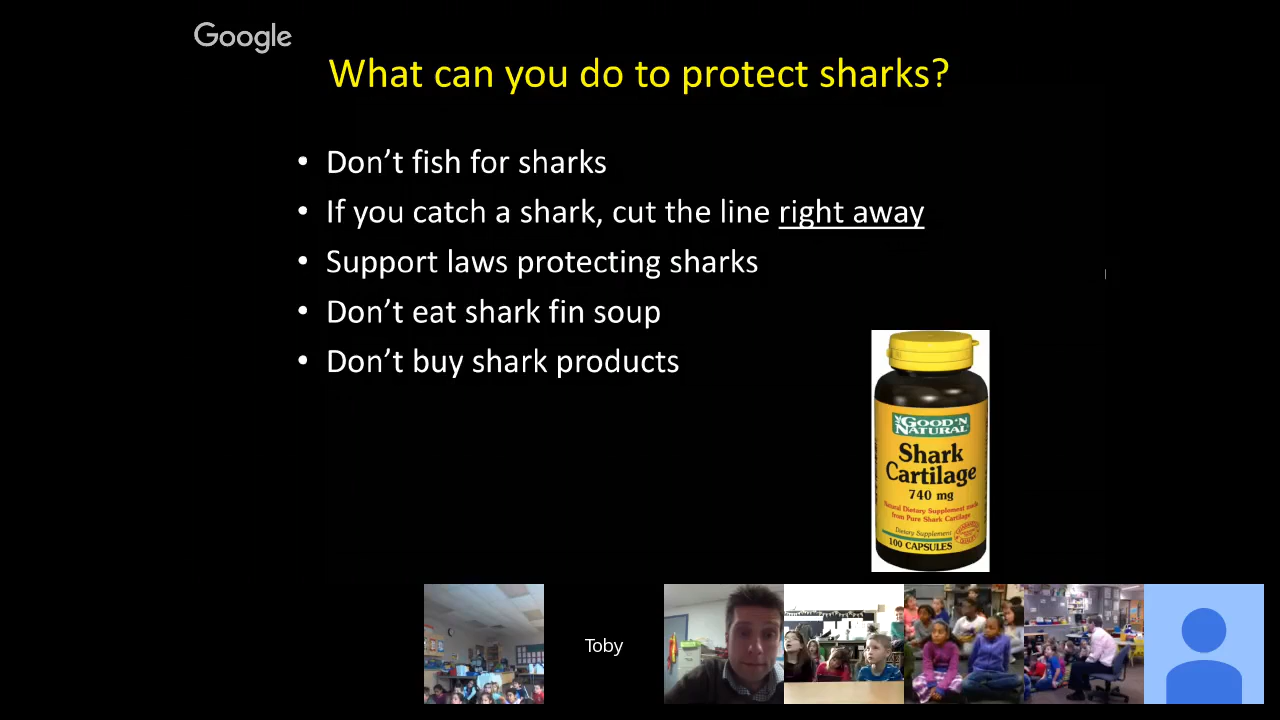 Google
What can you do to protect sharks?
• Don’t fish for sharks
• If you catch a shark, cut the line right away
• Support laws protecting sharks
• Don’t eat shark fin soup
• Don’t buy shark products
GOOD'N
NATURAL
Shark
Cartilage
740 mg
Natural Dietary Supplement made
from Pure Shark Cartilage
Dietary Supplement
100 CAPSULES
Toby